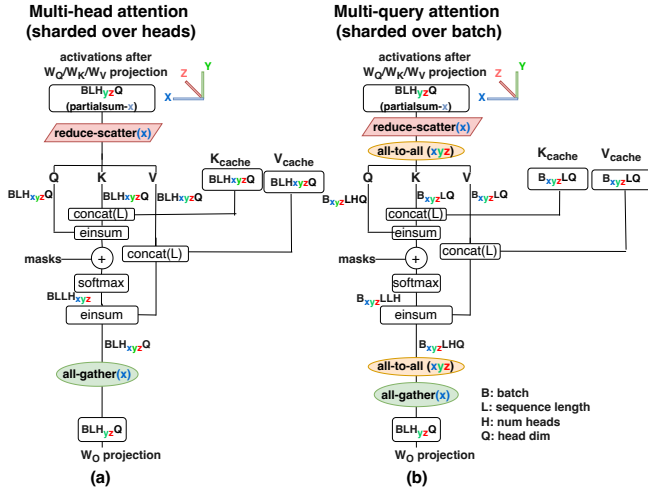 Multi-head attention
(sharded over heads)
activations after
WQ/WK/WV projection
BLHyzQ
(partialsum-x)
X
Z
Y
reduce-scatter(x)
Q K V
BLHxyzQ
BLHxyzQ
BLHxyzQ
Kcache
BLHxyzQ
Vcache
BLHxyzQ
concat(L)
einsum
masks
+
concat(L)
softmax
BLLHxyz
einsum
BLHxyzQ
all-gather(x)
BLHyzQ
WO projection
(a)
Multi-query attention
(sharded over batch)
activations after
WQ/WK/WV projection
BLHyzQ
(partialsum-x)
X
Z
Y
reduce-scatter(x)
all-to-all (xyz)
Q K V
BxyzLHQ
BxyzLQ
BxyzLQ
Kcache
BxyzLQ
Vcache
BxyzLQ
concat(L)
einsum
masks
+
concat(L)
softmax
BxyzLLH
einsum
BxyzLHQ
all-to-all (xyz)
all-gather(x)
BLHyzQ
WO projection
(b)
B: batch
L: sequence length
H: num heads
Q: head dim